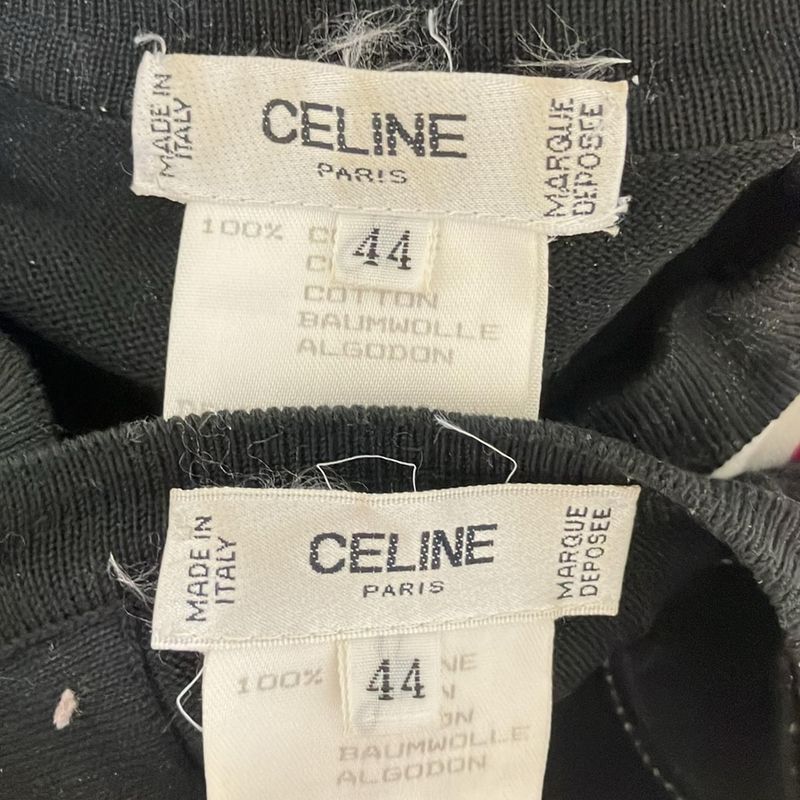 MADE IN
ITALY
CELINE
PARIS
MARQUE
DEPOSEE
44
100%
COTTON
BAUMWOLLE
ALGODON
MADE IN
ITALY
CELINE
PARIS
MARQUE
DEPOSEE
44
100%
BAUMWOLLE
ALGODON